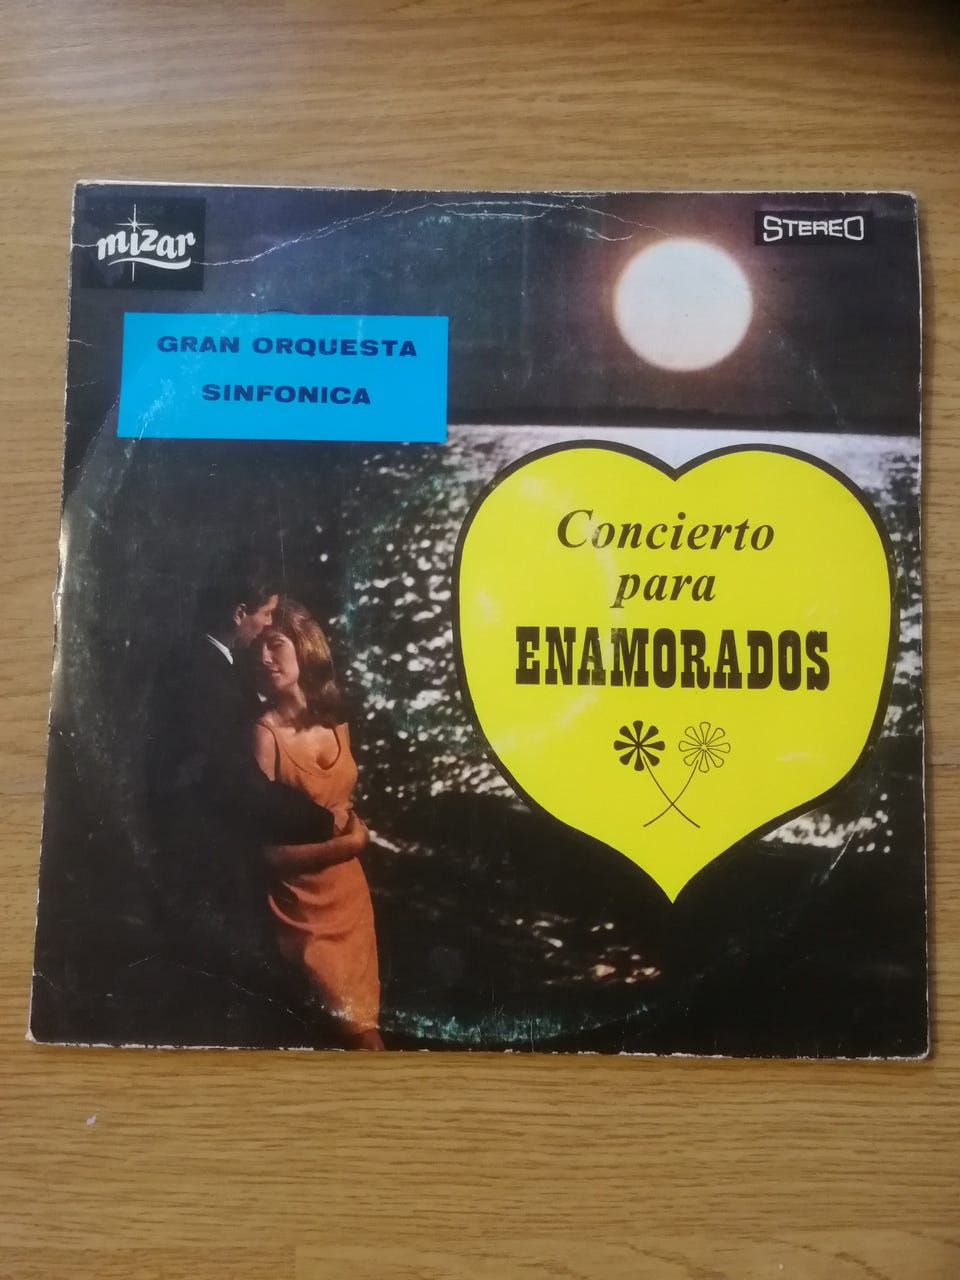 mizar
STEREO
GRAN ORQUESTA
SINFONICA
Concierto
para
ENAMORADOS